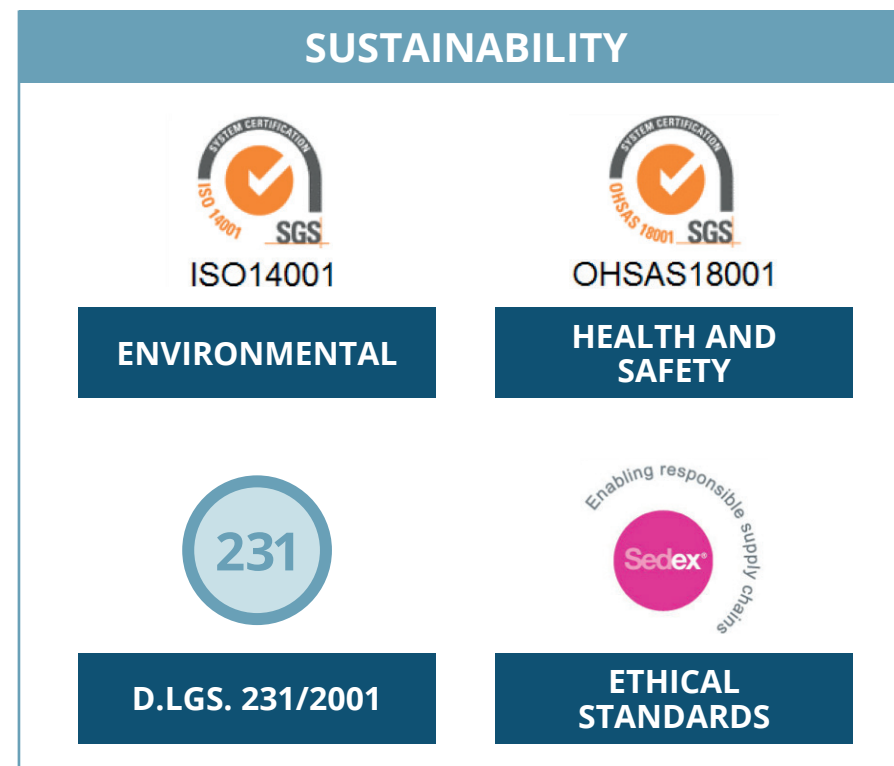 SUSTAINABILITY
SYSTEM CERTIFICATION
ISO 14001
SGS
ISO14001
ENVIRONMENTAL
SYSTEM CERTIFICATION
OHSAS 18001
SGS
OHSAS18001
HEALTH AND
SAFETY
231
D.LGS. 231/2001
Enabling responsible supply chains
Sedex®
ETHICAL
STANDARDS